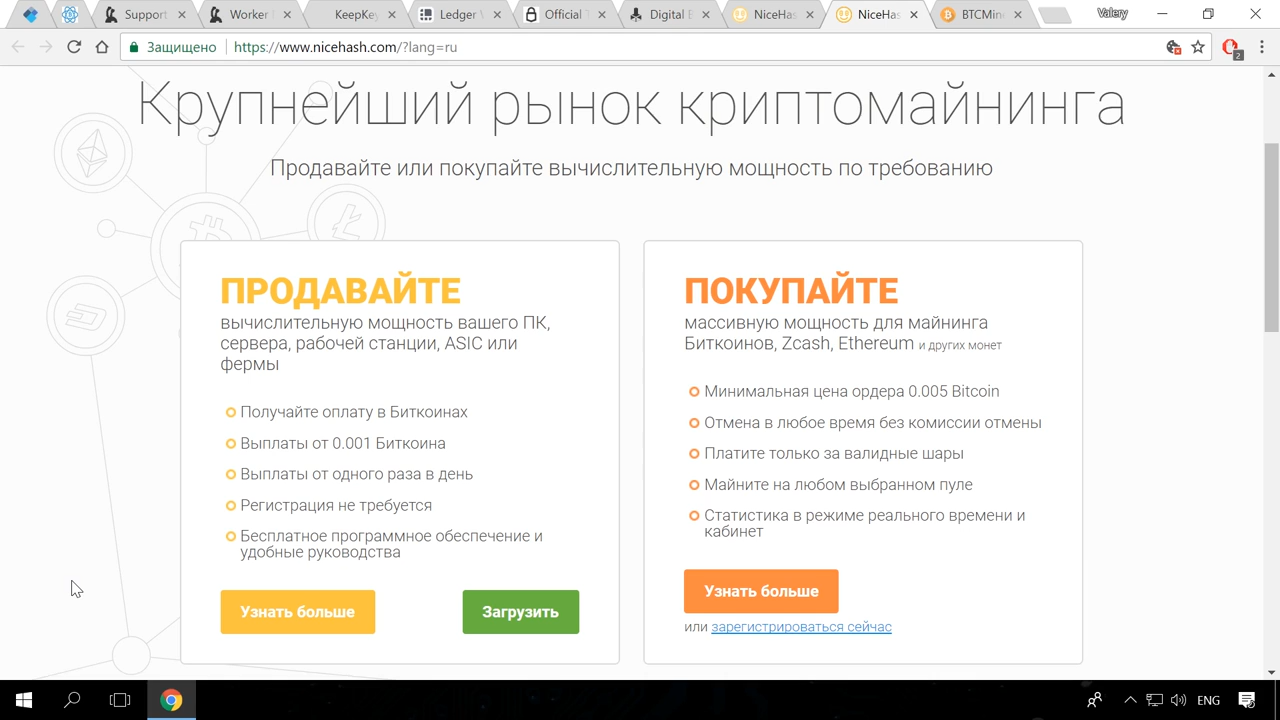 Support
Worker
KeepKe
Ledger
Official
Digital
NiceHas
NiceHas
BTCMine
Valery
Защищено
https://www.nicehash.com/?lang=ru
2
Крупнейший рынок криптомайнинга
Продавайте или покупайте вычислительную мощность по требованию
ПРОДАВАЙТЕ
вычислительную мощность вашего ПК,
сервера, рабочей станции, ASIC или
фермы
Получайте оплату в Биткоинах
Выплаты от 0.001 Биткоина
Выплаты от одного раза в день
Регистрация не требуется
Бесплатное программное обеспечение и
удобные руководства
Узнать больше
Загрузить
ПОКУПАЙТЕ
массивную мощность для майнинга
Биткоинов, Zcash, Ethereum и других монет
Минимальная цена ордера 0.005 Bitcoin
Отмена в любое время без комиссии отмены
Платите только за валидные шары
Майните на любом выбранном пуле
Статистика в режиме реального времени и
кабинет
Узнать больше
или зарегистрироваться сейчас
ENG